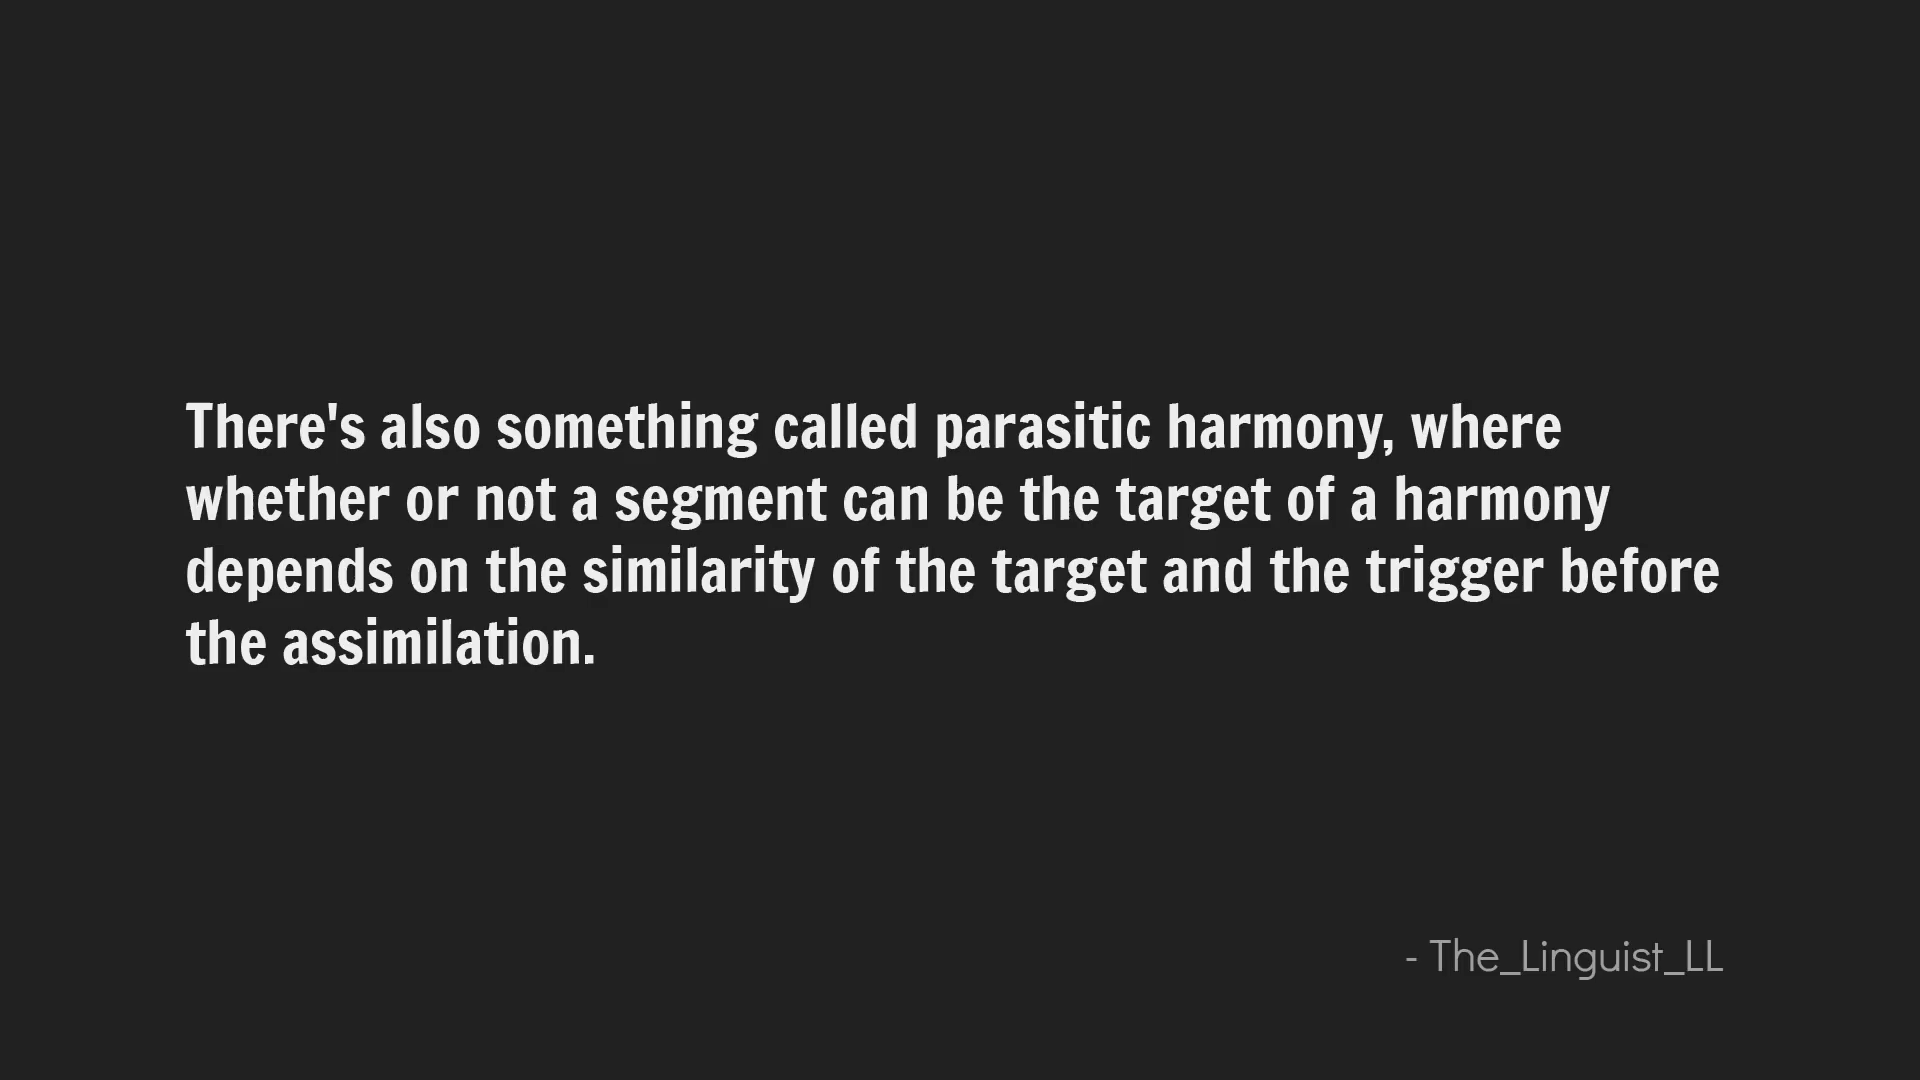 There's also something called parasitic harmony, where
whether or not a segment can be the target of a harmony
depends on the similarity of the target and the trigger before
the assimilation.
- The_Linguist_LL